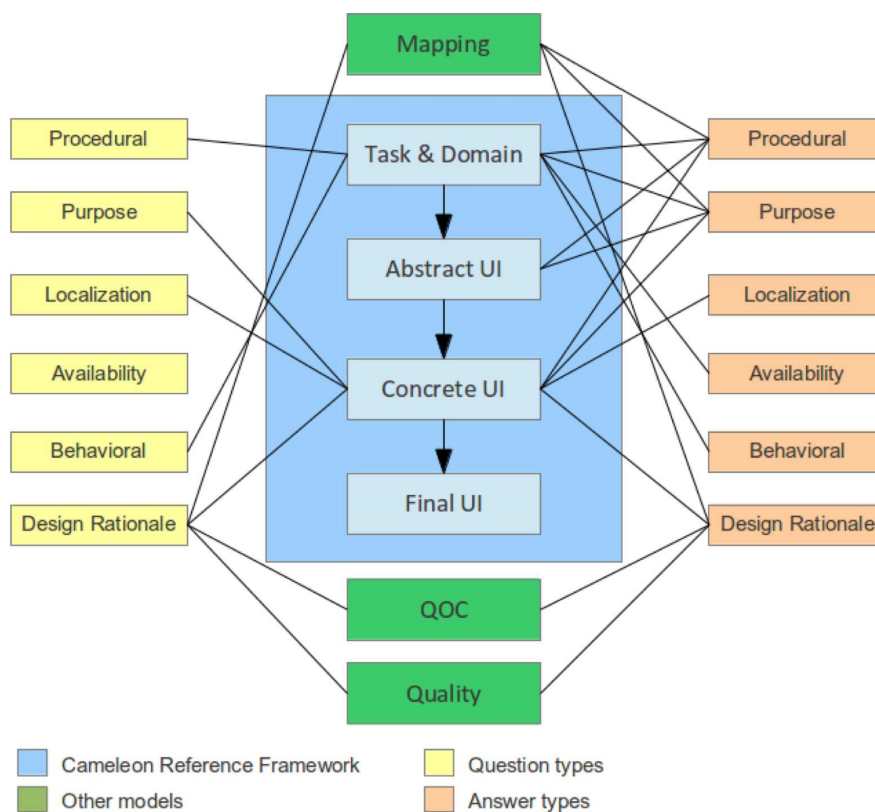 Mapping
Procedural
Task & Domain
Procedural
Purpose
Purpose
Abstract UI
Localization
Localization
Availability
Concrete UI
Availability
Behavioral
Behavioral
Final UI
Design Rationale
Design Rationale
QOC
Quality
Cameleon Reference Framework
Question types
Other models
Answer types